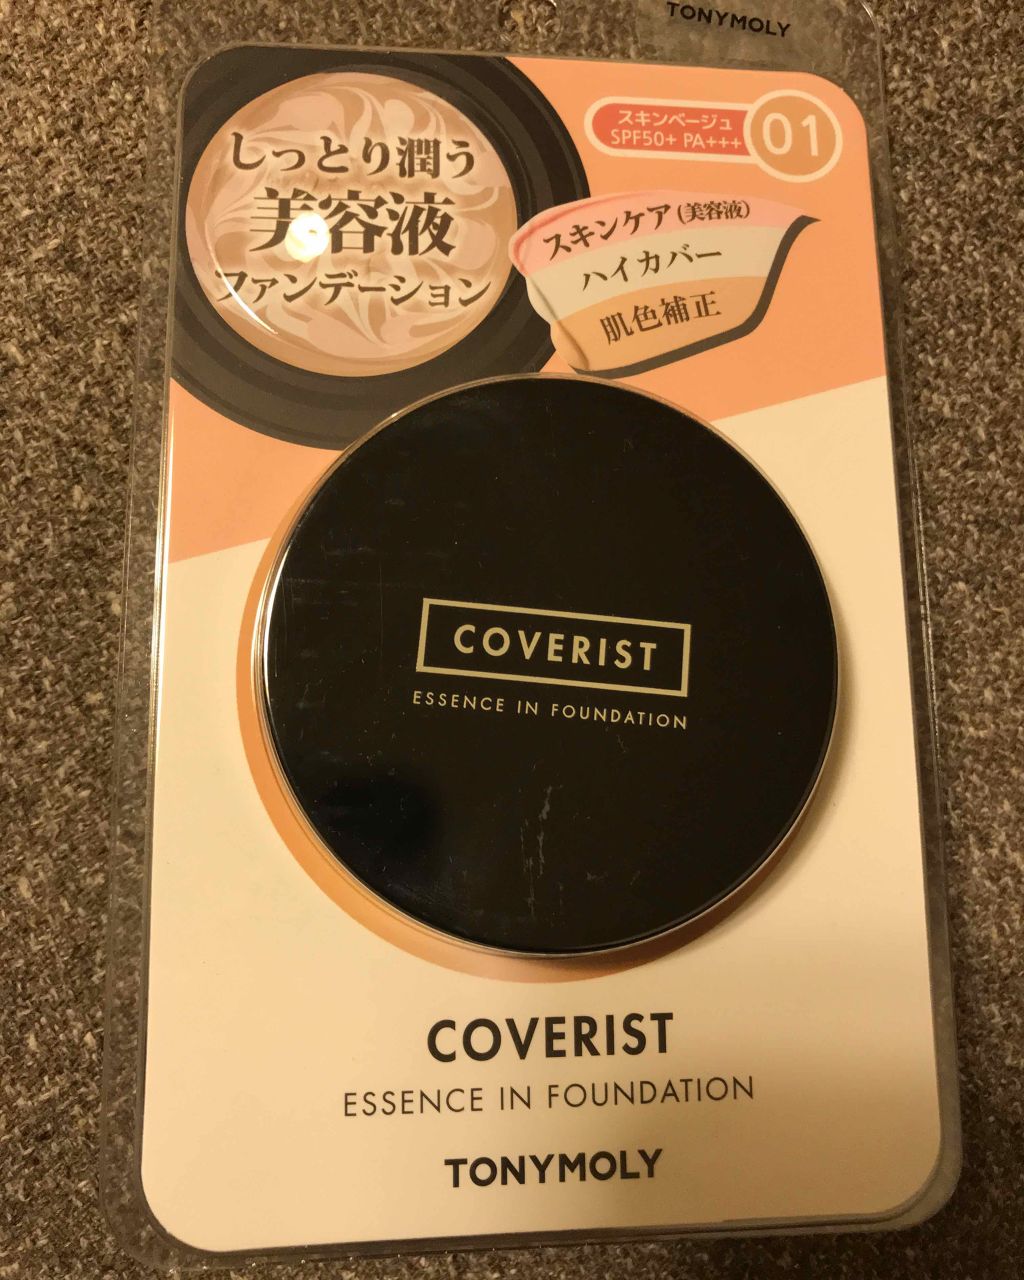 TONYMOLY
スキンベージュ
SPF50+ PA+++
01
しっとり潤う
美容液
ファンデーション
スキンケア(美容液)
ハイカバー
肌色補正
COVERIST
ESSENCE IN FOUNDATION
COVERIST
ESSENCE IN FOUNDATION
TONYMOLY